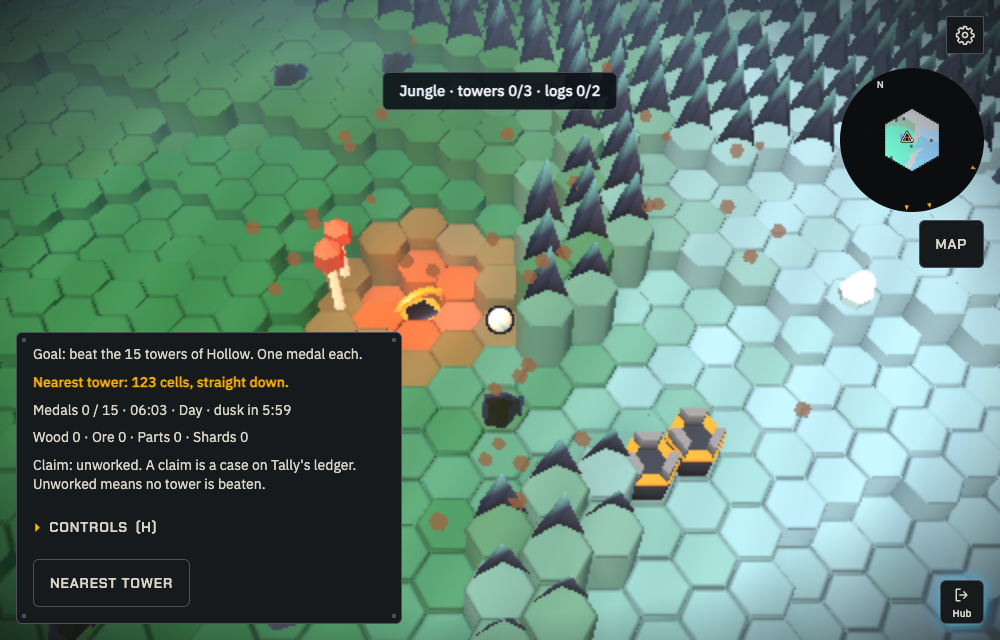 Jungle · towers 0/3 · logs 0/2
N
MAP
Goal: beat the 15 towers of Hollow. One medal each.
Nearest tower: 123 cells, straight down.
Medals 0 / 15 · 06:03 · Day · dusk in 5:59
Wood 0 · Ore 0 · Parts 0 · Shards 0
Claim: unworked. A claim is a case on Tally's ledger.
Unworked means no tower is beaten.
CONTROLS (H)
NEAREST TOWER
Hub